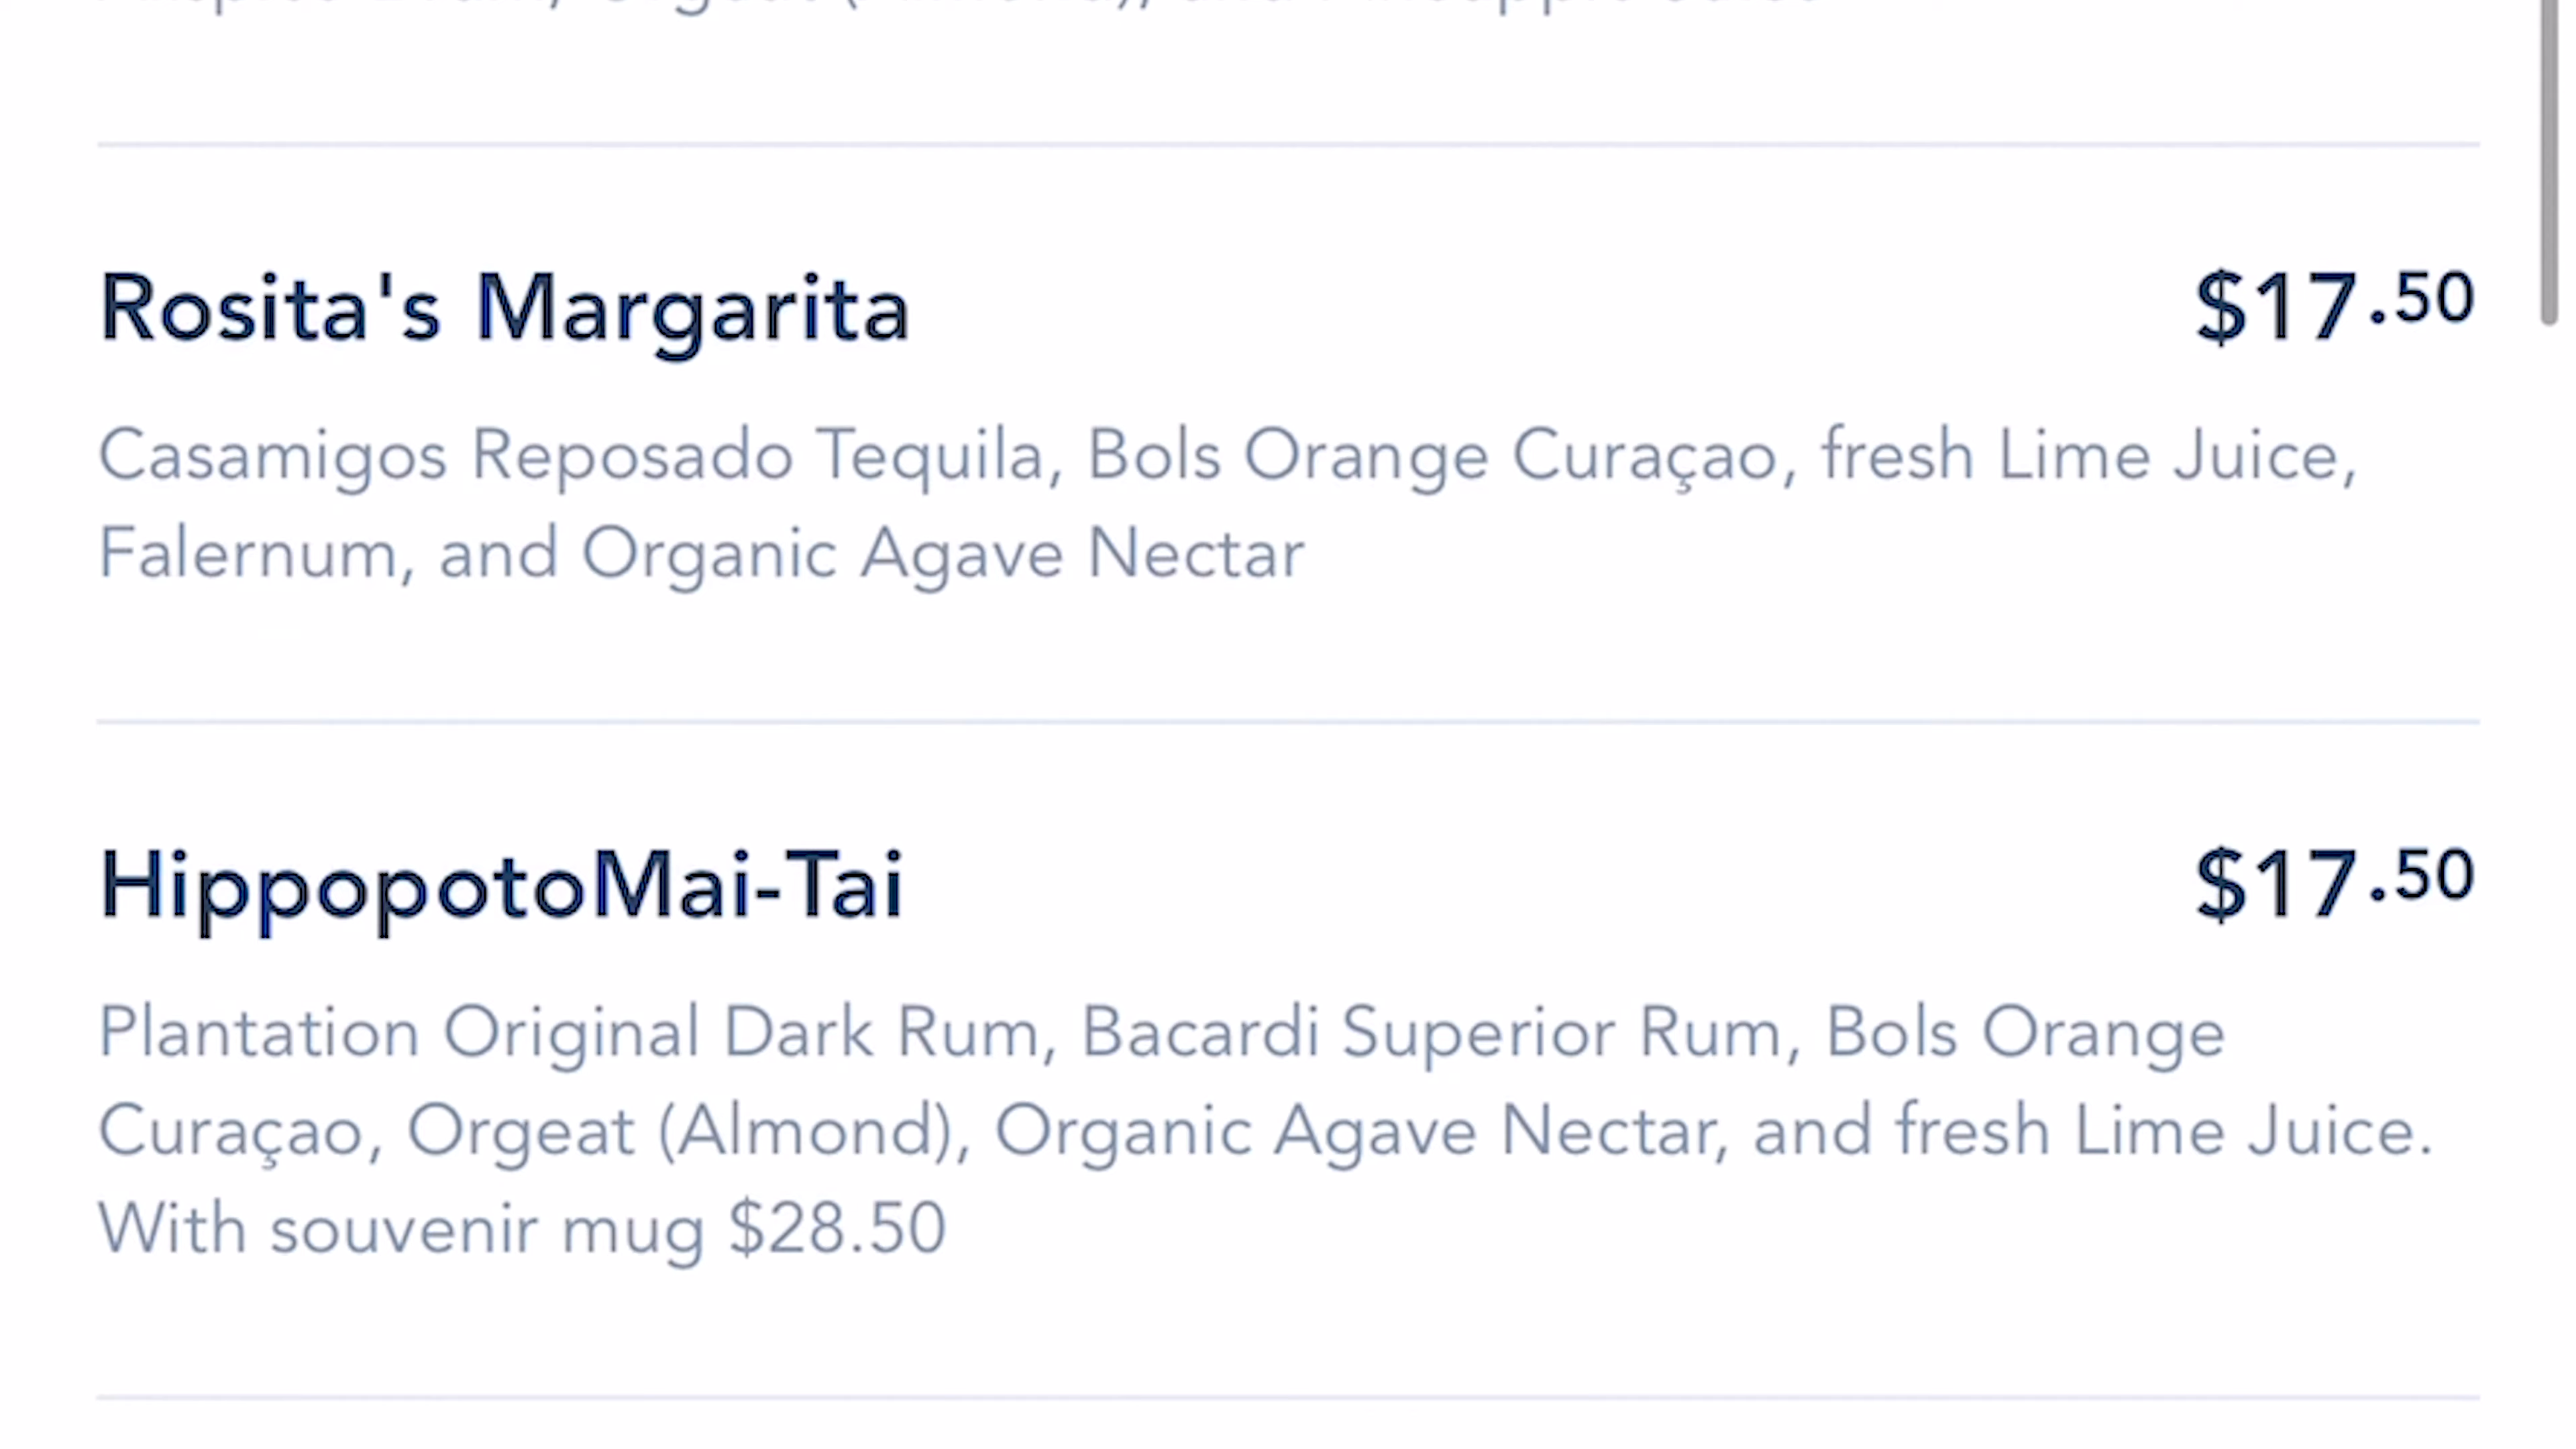 Rosita's Margarita $17.50
Casamigos Reposado Tequila, Bols Orange Curaçao, fresh Lime Juice,
Falernum, and Organic Agave Nectar
HippopotoMai-Tai $17.50
Plantation Original Dark Rum, Bacardi Superior Rum, Bols Orange
Curaçao, Orgeat (Almond), Organic Agave Nectar, and fresh Lime Juice.
With souvenir mug $28.50